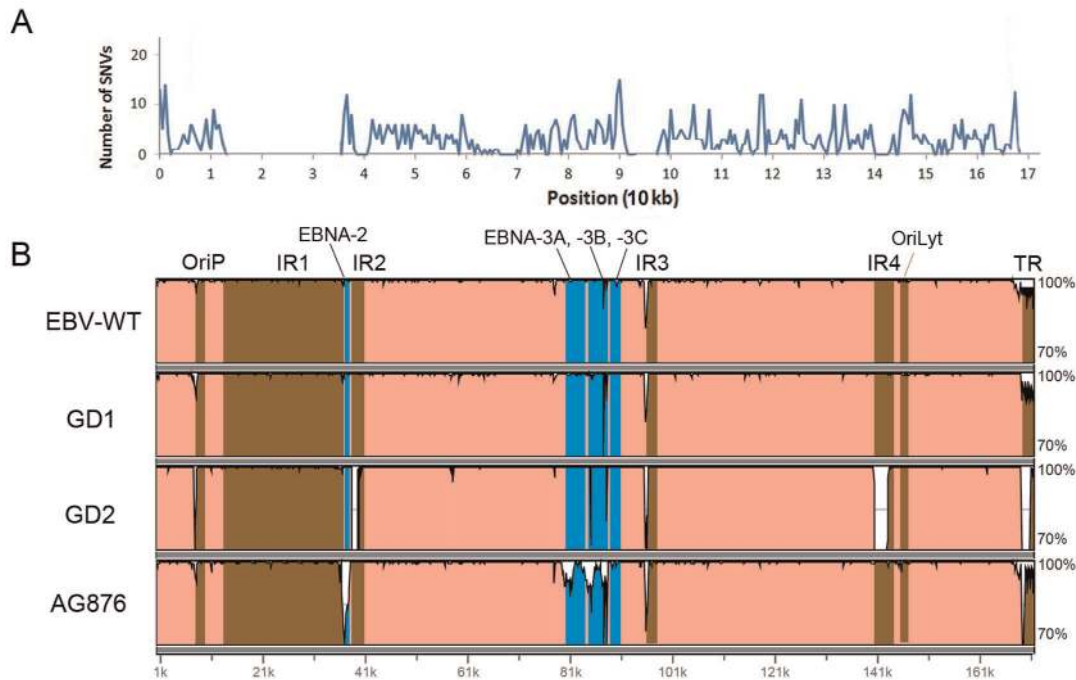 A
Number of SNVs
20
10
0
0 1 2 3 4 5 6 7 8 9 10 11 12 13 14 15 16 17
Position (10 kb)
B
EBNA-2 EBNA-3A, -3B, -3C OriLyt
OriP IR1 IR2 IR3 IR4 TR
EBV-WT 100%
70%
GD1 100%
70%
GD2 100%
70%
AG876 100%
70%
1k 21k 41k 61k 81k 101k 121k 141k 161k